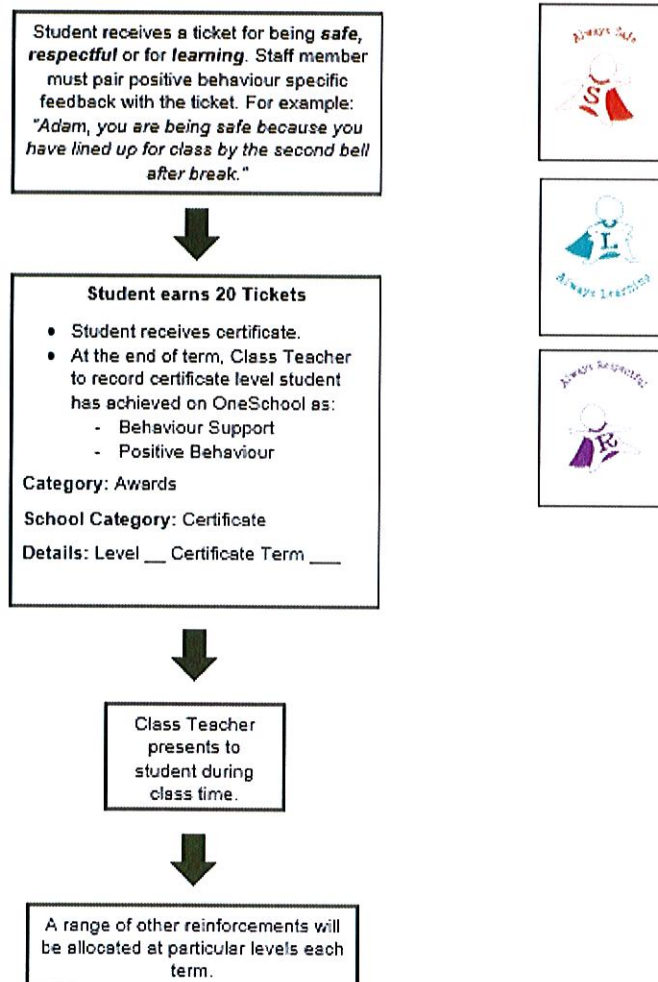 Student receives a ticket for being safe,
respectful or for learning. Staff member
must pair positive behaviour specific
feedback with the ticket. For example:
"Adam, you are being safe because you
have lined up for class by the second bell
after break."
Student earns 20 Tickets
• Student receives certificate.
• At the end of term, Class Teacher
to record certificate level student
has achieved on OneSchool as:
- Behaviour Support
- Positive Behaviour
Category: Awards
School Category: Certificate
Details: Level __ Certificate Term ___
Class Teacher
presents to
student during
class time.
A range of other reinforcements will
be allocated at particular levels each
term.
Always Safe
S
L
Always Learning
Always Respectful
R